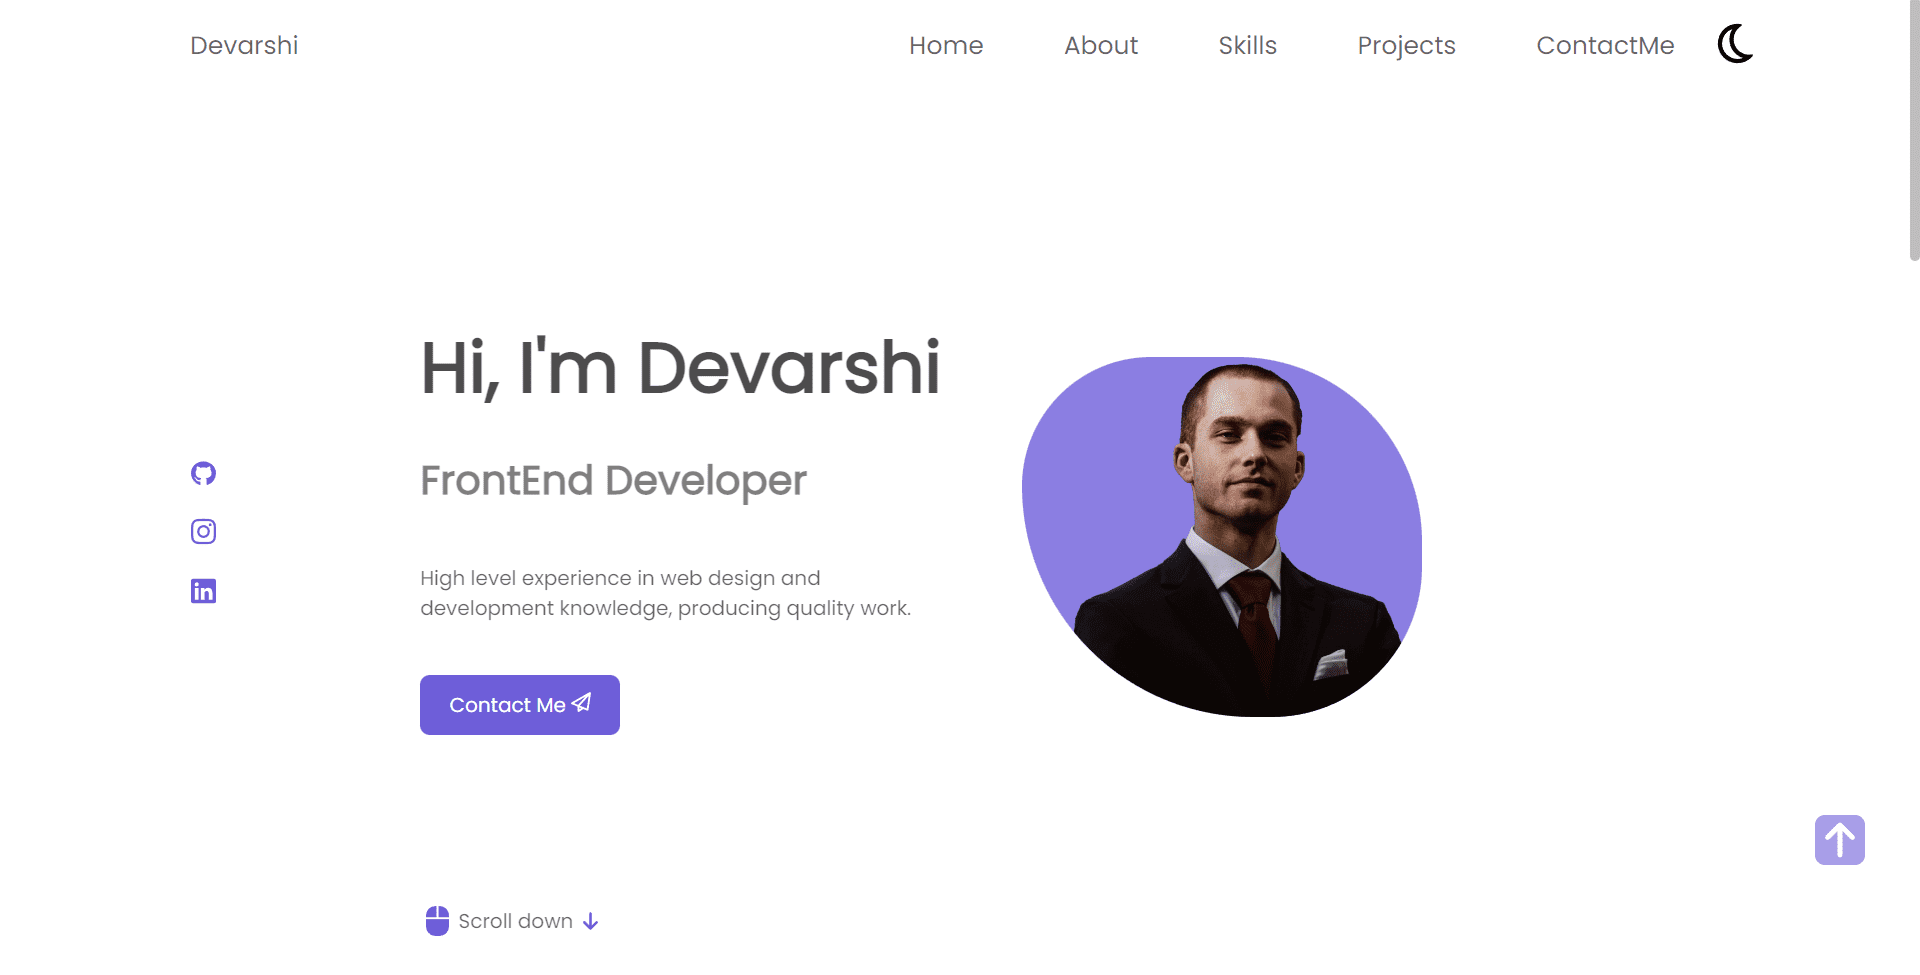 Devarshi
Home
About
Skills
Projects
ContactMe
Hi, I'm Devarshi
FrontEnd Developer
High level experience in web design and
development knowledge, producing quality work.
Contact Me
Scroll down